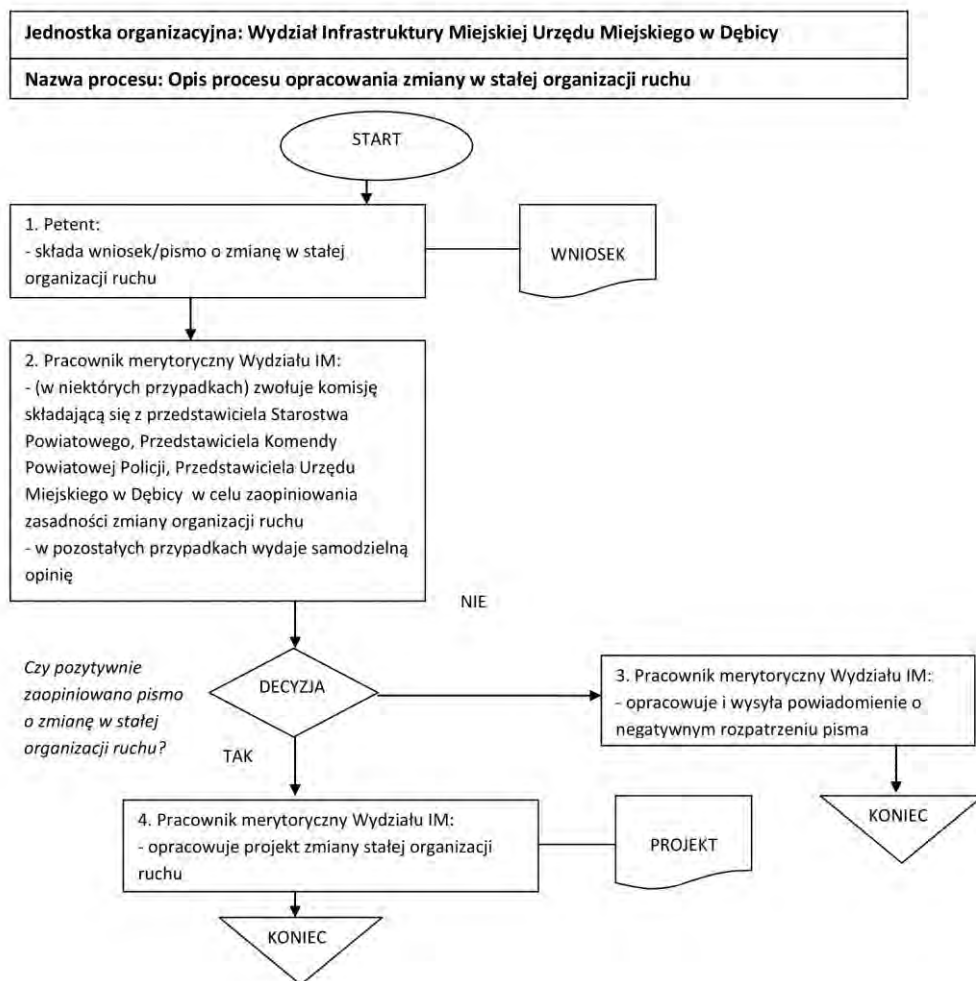 Jednostka organizacyjna: Wydział Infrastruktury Miejskiej Urzędu Miejskiego w Dębicy
Nazwa procesu: Opis procesu opracowania zmiany w stałej organizacji ruchu
START
1. Petent:
- składa wniosek/pismo o zmianę w stałej
organizacji ruchu
WNIOSEK
2. Pracownik merytoryczny Wydziału IM:
- (w niektórych przypadkach) zwołuje komisję
składającą się z przedstawiciela Starostwa
Powiatowego, Przedstawiciela Komendy
Powiatowej Policji, Przedstawiciela Urzędu
Miejskiego w Dębicy w celu zaopiniowania
zasadności zmiany organizacji ruchu
- w pozostałych przypadkach wydaje samodzielną
opinię
NIE
Czy pozytywnie
zaopiniowano pismo
o zmianę w stałej
organizacji ruchu?
DECYZJA
3. Pracownik merytoryczny Wydziału IM:
- opracowuje i wysyła powiadomienie o
negatywnym rozpatrzeniu pisma
TAK
KONIEC
4. Pracownik merytoryczny Wydziału IM:
- opracowuje projekt zmiany stałej organizacji
ruchu
PROJEKT
KONIEC